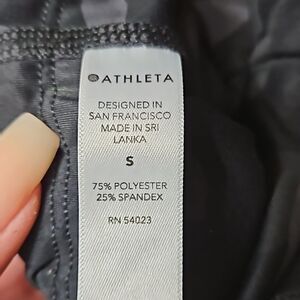 ATHLETA
DESIGNED IN
SAN FRANCISCO
MADE IN SRI
LANKA
S
75% POLYESTER
25% SPANDEX
RN 54023